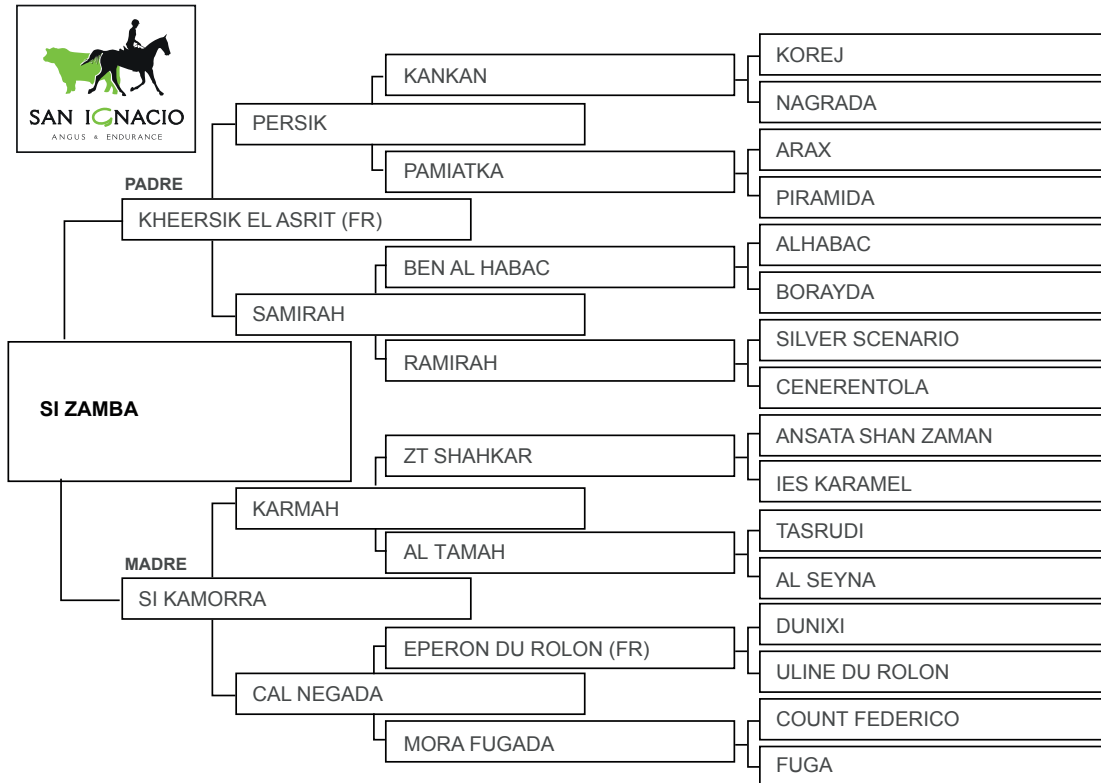 SAN IGNACIO
ANGUS & ENDURANCE
KOREJ
KANKAN
NAGRADA
PERSIK
ARAX
PAMIATKA
PIRAMIDA
PADRE
KHEERSIK EL ASRIT (FR)
ALHABAC
BEN AL HABAC
BORAYDA
SAMIRAH
SILVER SCENARIO
RAMIRAH
CENERENTOLA
SI ZAMBA
ANSATA SHAN ZAMAN
ZT SHAHKAR
IES KARAMEL
KARMAH
TASRUDI
AL TAMAH
AL SEYNA
MADRE
SI KAMORRA
DUNIXI
EPERON DU ROLON (FR)
ULINE DU ROLON
CAL NEGADA
COUNT FEDERICO
MORA FUGADA
FUGA